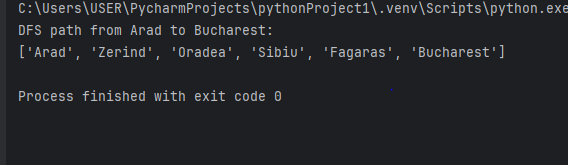 C:\Users\USER\PycharmProjects\pythonProject1\.venv\Scripts\python.exe
DFS path from Arad to Bucharest:
['Arad', 'Zerind', 'Oradea', 'Sibiu', 'Fagaras', 'Bucharest']
Process finished with exit code 0